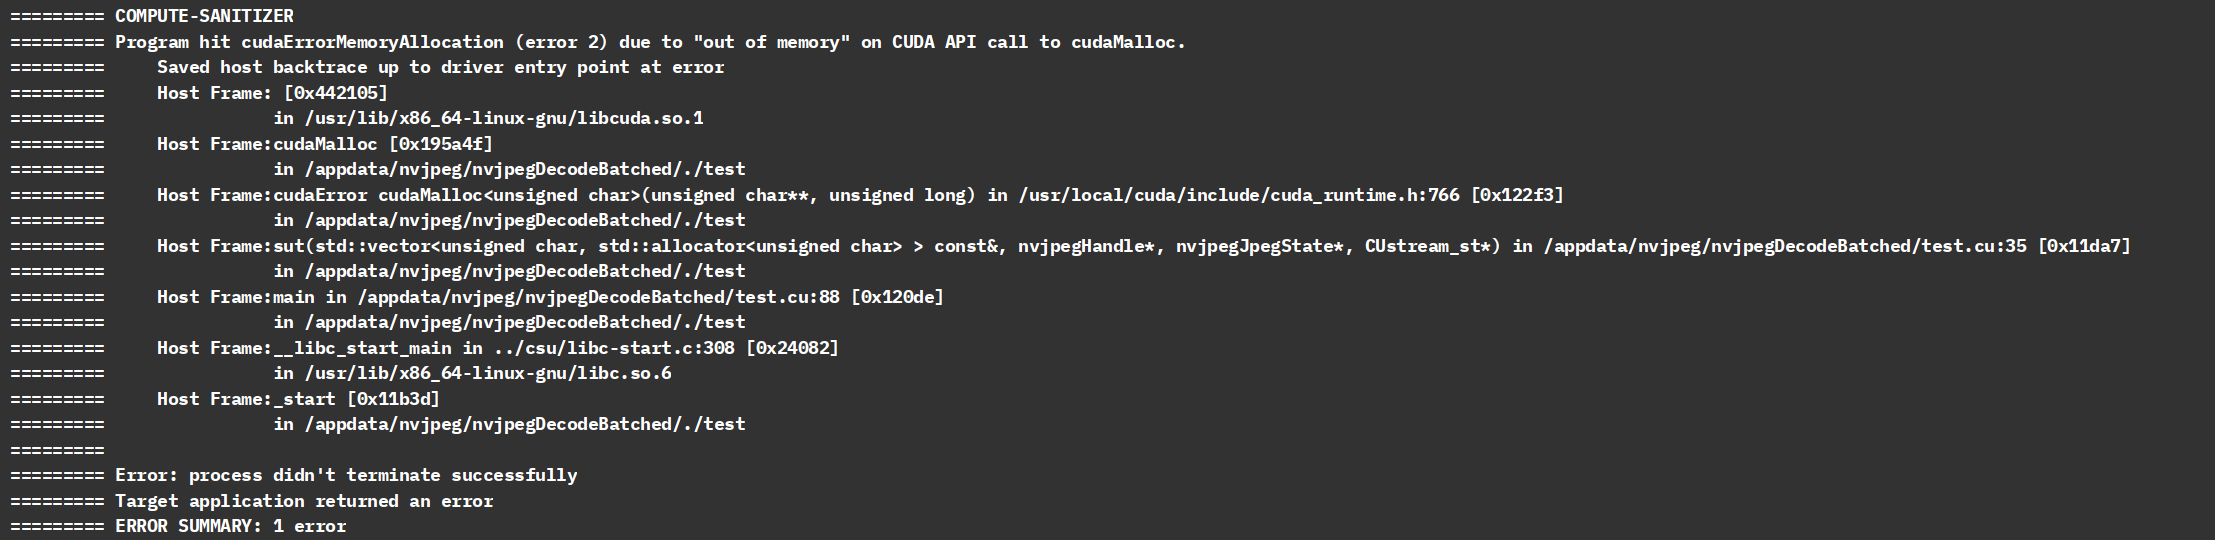 ========= COMPUTE-SANITIZER
========= Program hit cudaErrorMemoryAllocation (error 2) due to "out of memory" on CUDA API call to cudaMalloc.
=========     Saved host backtrace up to driver entry point at error
=========     Host Frame: [0x442105]
=========                in /usr/lib/x86_64-linux-gnu/libcuda.so.1
=========     Host Frame:cudaMalloc [0x195a4f]
=========                in /appdata/nvjpeg/nvjpegDecodeBatched/./test
=========     Host Frame:cudaError cudaMalloc<unsigned char>(unsigned char**, unsigned long) in /usr/local/cuda/include/cuda_runtime.h:766 [0x122f3]
=========                in /appdata/nvjpeg/nvjpegDecodeBatched/./test
=========     Host Frame:sut(std::vector<unsigned char, std::allocator<unsigned char> > const&, nvjpegHandle*, nvjpegJpegState*, CUstream_st*) in /appdata/nvjpeg/nvjpegDecodeBatched/test.cu:35 [0x11da7]
=========                in /appdata/nvjpeg/nvjpegDecodeBatched/./test
=========     Host Frame:main in /appdata/nvjpeg/nvjpegDecodeBatched/test.cu:88 [0x120de]
=========                in /appdata/nvjpeg/nvjpegDecodeBatched/./test
=========     Host Frame:__libc_start_main in ../csu/libc-start.c:308 [0x24082]
=========                in /usr/lib/x86_64-linux-gnu/libc.so.6
=========     Host Frame:_start [0x11b3d]
=========                in /appdata/nvjpeg/nvjpegDecodeBatched/./test
=========
========= Error: process didn't terminate successfully
========= Target application returned an error
========= ERROR SUMMARY: 1 error